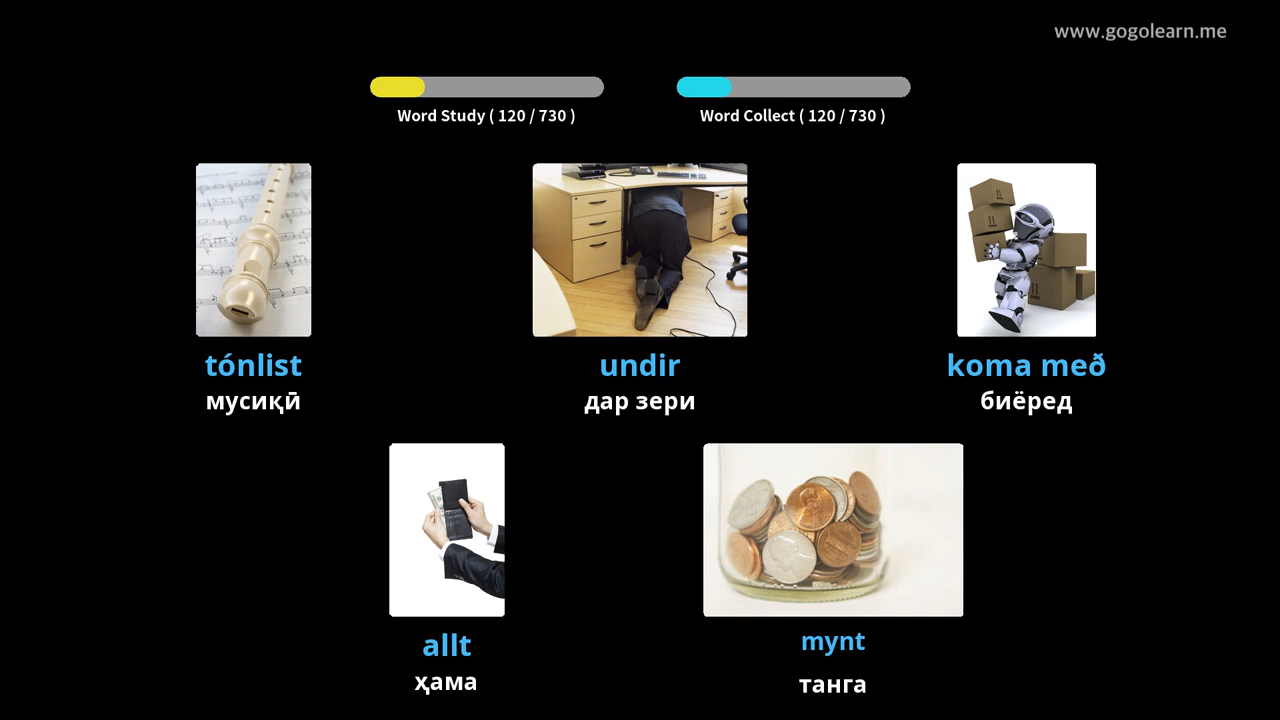 www.gogolearn.me
Word Study ( 120 / 730 )
Word Collect ( 120 / 730 )
tónlist
мусиқӣ
undir
дар зери
koma með
биёред
allt
ҳама
mynt
танга